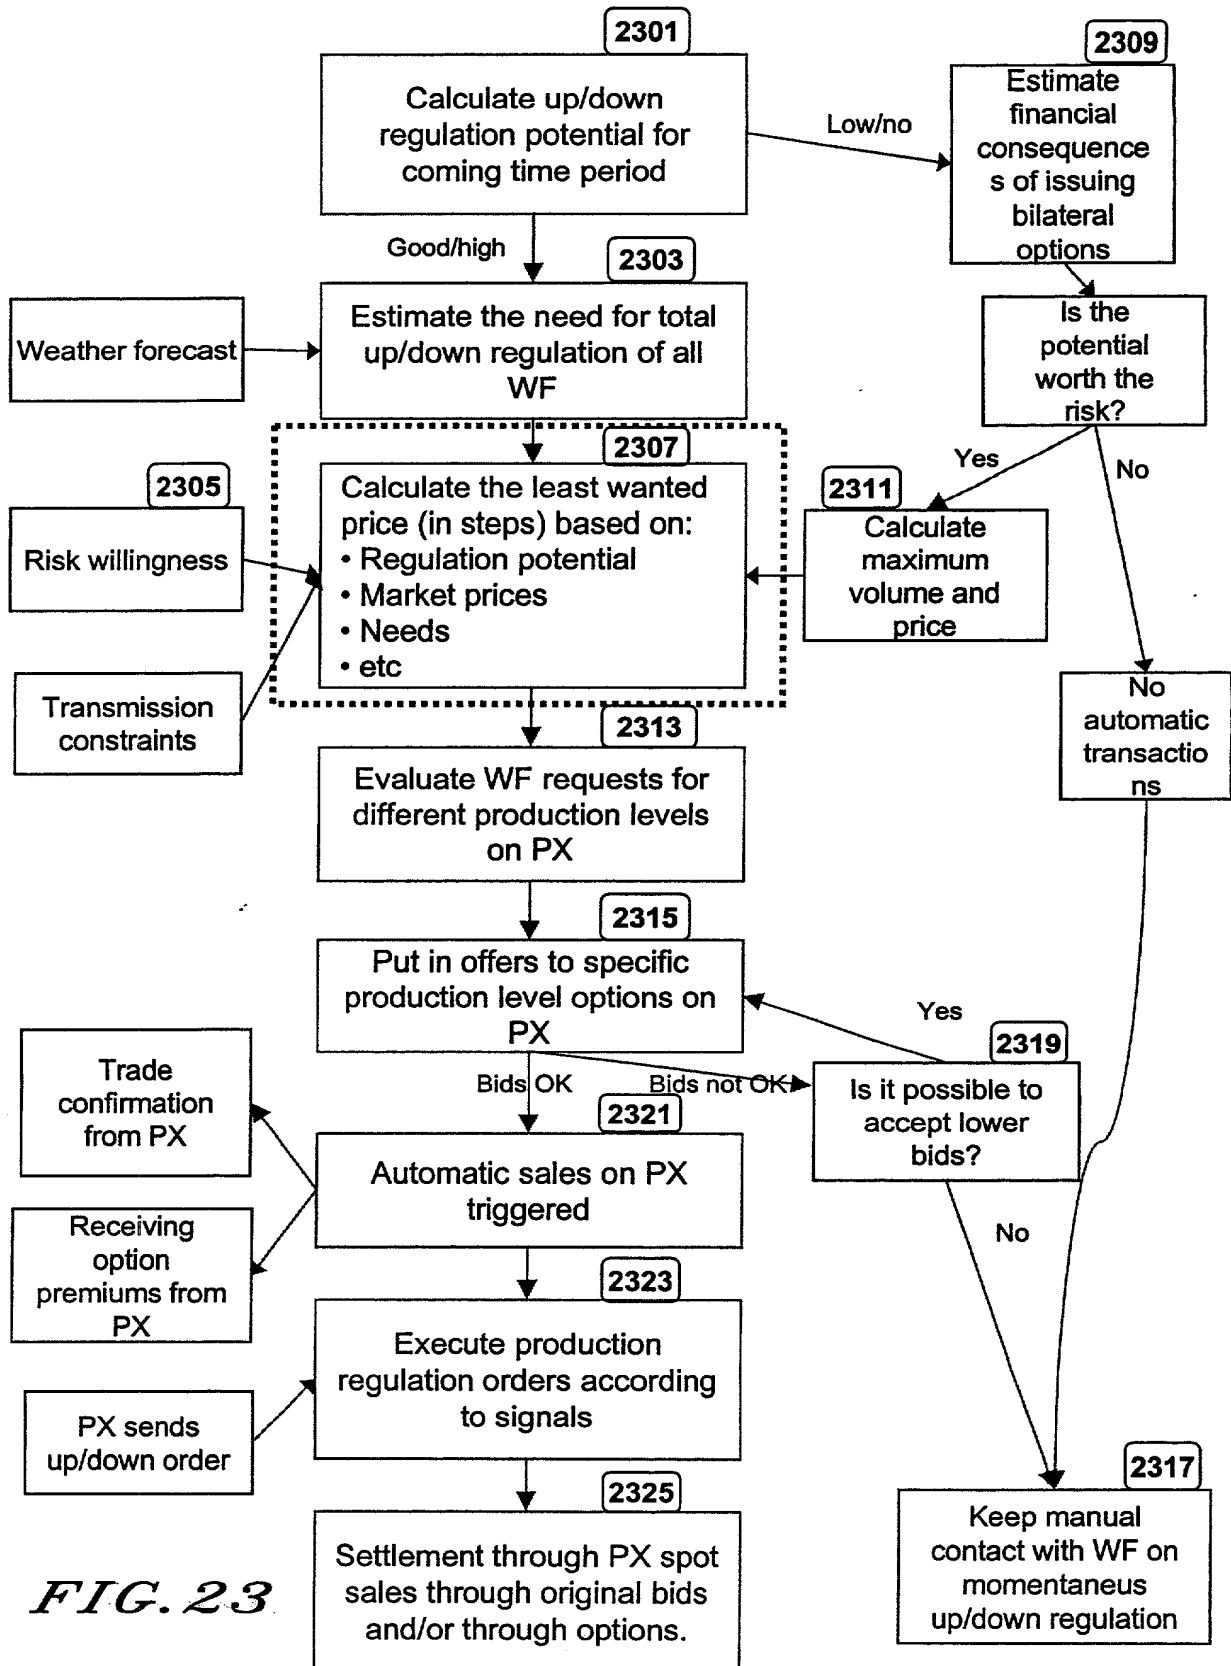 2301
Calculate up/down
regulation potential for
coming time period
Low/no
2309
Estimate
financial
consequence
s of issuing
bilateral
options
Good/high
2303
Weather forecast
Estimate the need for total
up/down regulation of all
WF
Is the
potential
worth the
risk?
Yes
No
2305
Risk willingness
Transmission
constraints
2307
Calculate the least wanted
price (in steps) based on:
• Regulation potential
• Market prices
• Needs
• etc
2311
Calculate
maximum
volume and
price
No
automatic
transactio
ns
2313
Evaluate WF requests for
different production levels
on PX
2315
Put in offers to specific
production level options on
PX
Yes
2319
Is it possible to
accept lower
bids?
Bids OK
Bids not OK
No
Trade
confirmation
from PX
2321
Automatic sales on PX
triggered
Receiving
option
premiums from
PX
2323
Execute production
regulation orders according
to signals
PX sends
up/down order
2325
Settlement through PX spot
sales through original bids
and/or through options.
2317
Keep manual
contact with WF on
momentaneus
up/down regulation
FIG. 23